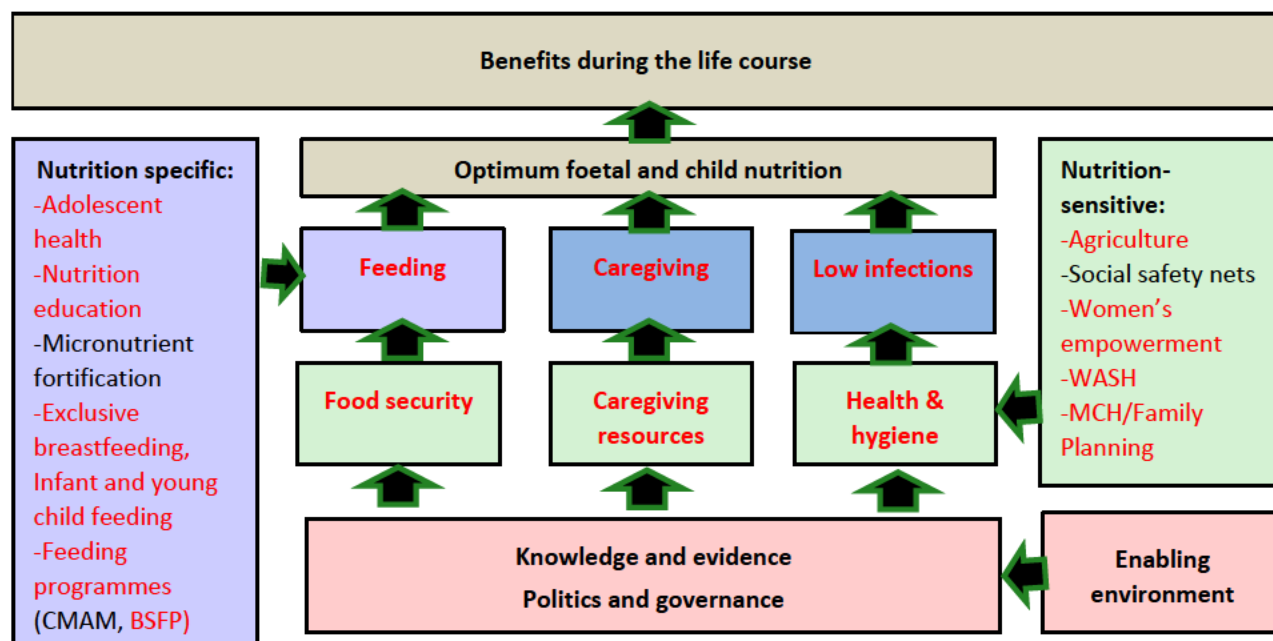 Benefits during the life course
Nutrition specific:
-Adolescent
health
-Nutrition
education
-Micronutrient
fortification
-Exclusive
breastfeeding,
Infant and young
child feeding
-Feeding
programmes
(CMAM, BSFP)
Optimum foetal and child nutrition
Feeding
Caregiving
Low infections
Food security
Caregiving
resources
Health &
hygiene
Knowledge and evidence
Politics and governance
Nutrition-
sensitive:
-Agriculture
-Social safety nets
-Women’s
empowerment
-WASH
-MCH/Family
Planning
Enabling
environment